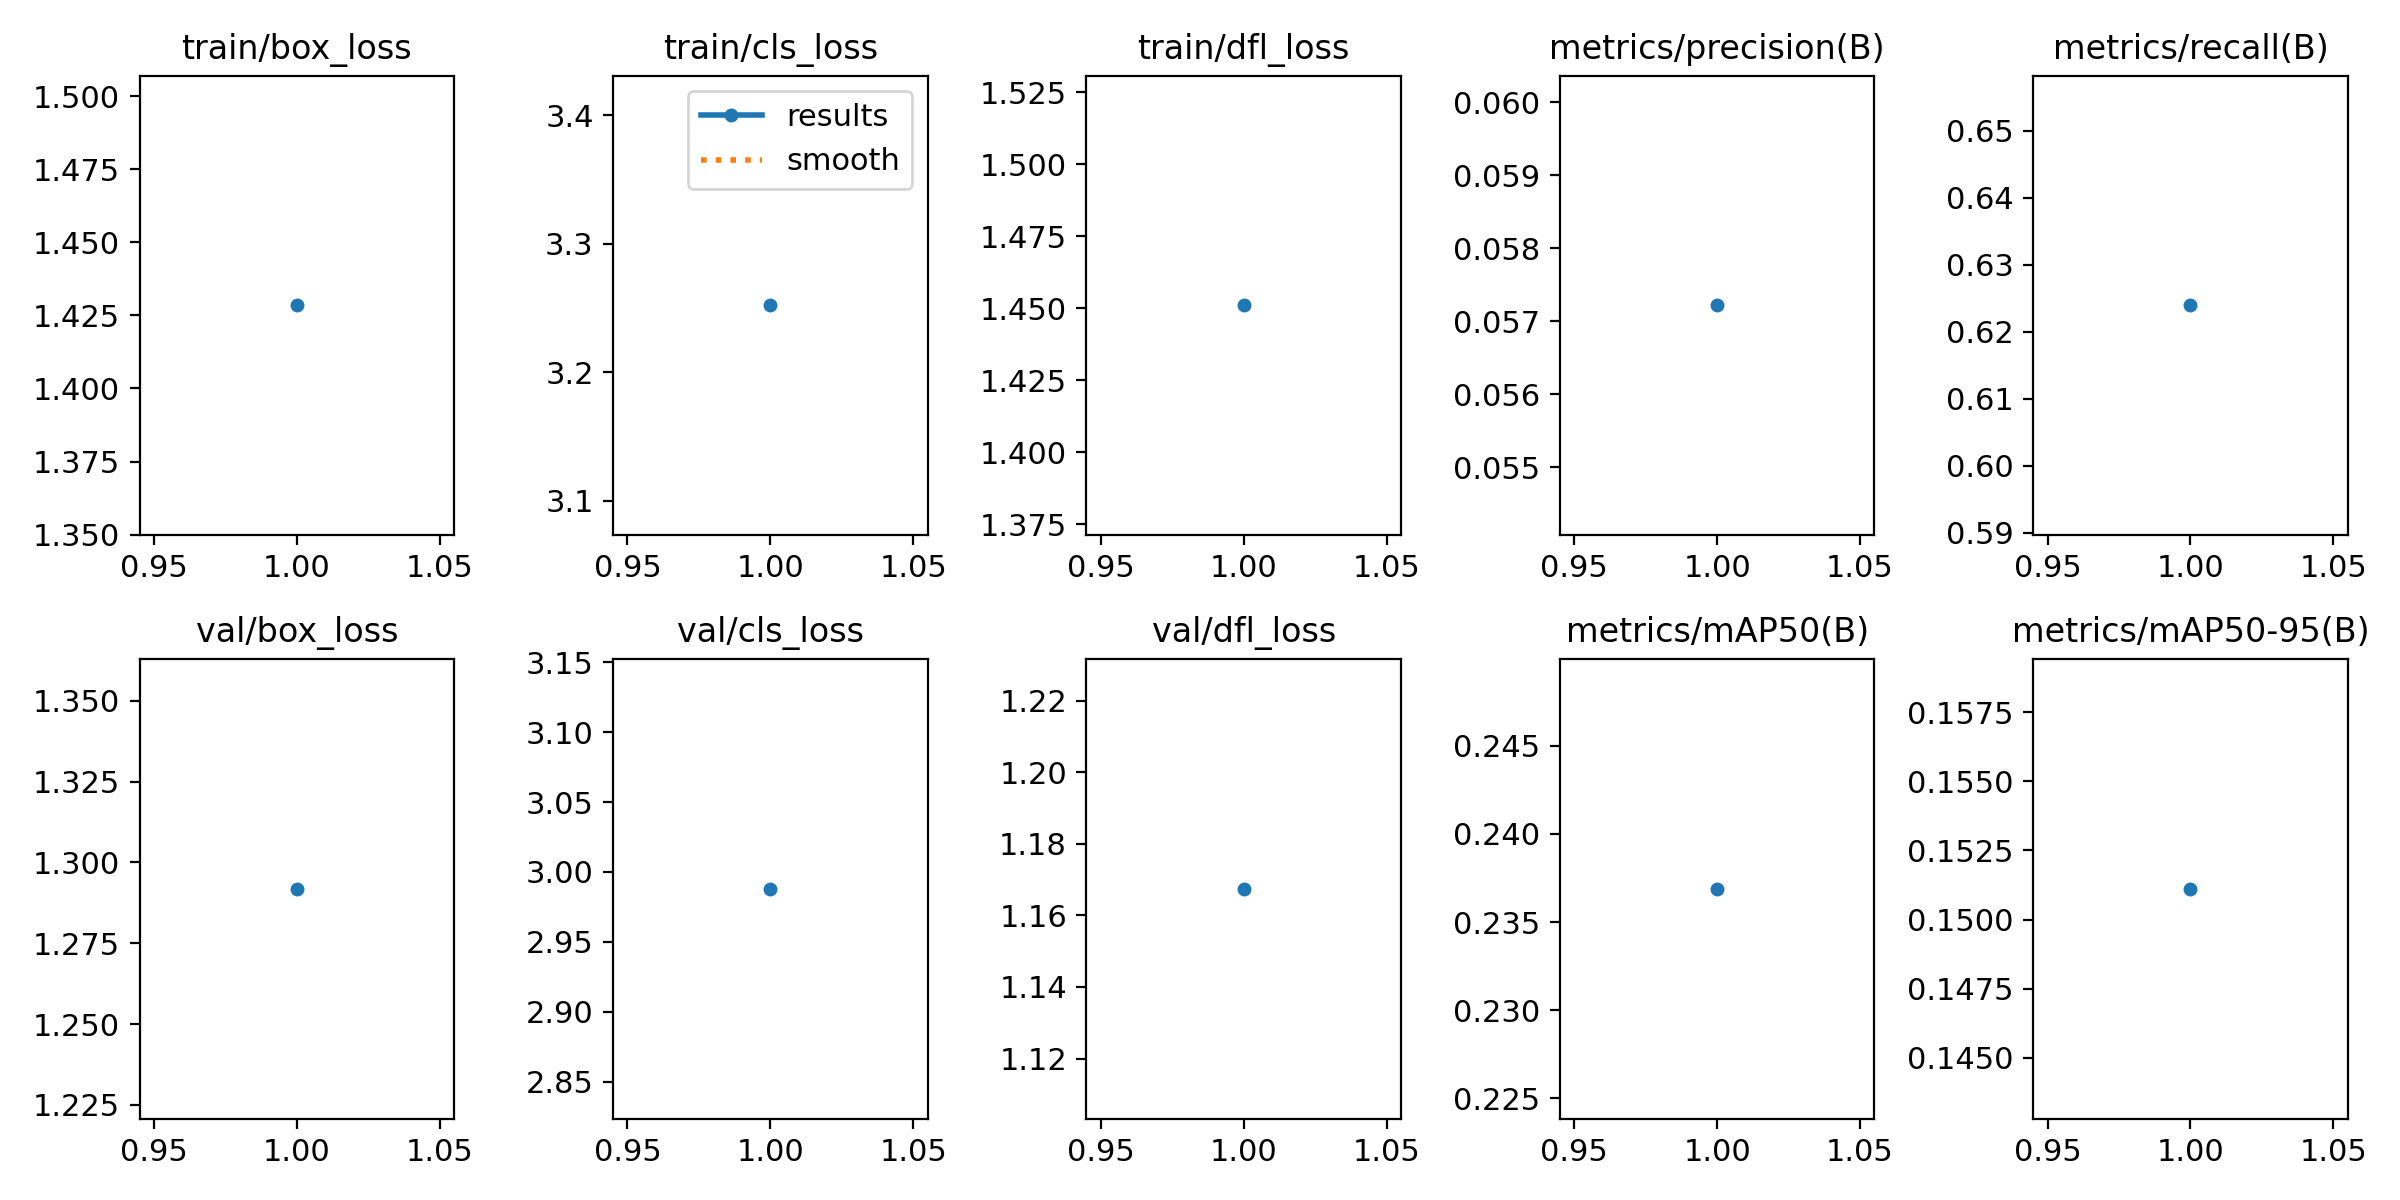 train/box_loss
1.500
1.475
1.450
1.425
1.400
1.375
1.350
0.95 1.00 1.05
train/cls_loss
results
smooth
3.4
3.3
3.2
3.1
0.95 1.00 1.05
train/dfl_loss
1.525
1.500
1.475
1.450
1.425
1.400
1.375
0.95 1.00 1.05
metrics/precision(B)
0.060
0.059
0.058
0.057
0.056
0.055
0.95 1.00 1.05
metrics/recall(B)
0.65
0.64
0.63
0.62
0.61
0.60
0.59
0.95 1.00 1.05
val/box_loss
1.350
1.325
1.300
1.275
1.250
1.225
0.95 1.00 1.05
val/cls_loss
3.15
3.10
3.05
3.00
2.95
2.90
2.85
0.95 1.00 1.05
val/dfl_loss
1.22
1.20
1.18
1.16
1.14
1.12
0.95 1.00 1.05
metrics/mAP50(B)
0.245
0.240
0.235
0.230
0.225
0.95 1.00 1.05
metrics/mAP50-95(B)
0.1575
0.1550
0.1525
0.1500
0.1475
0.1450
0.95 1.00 1.05